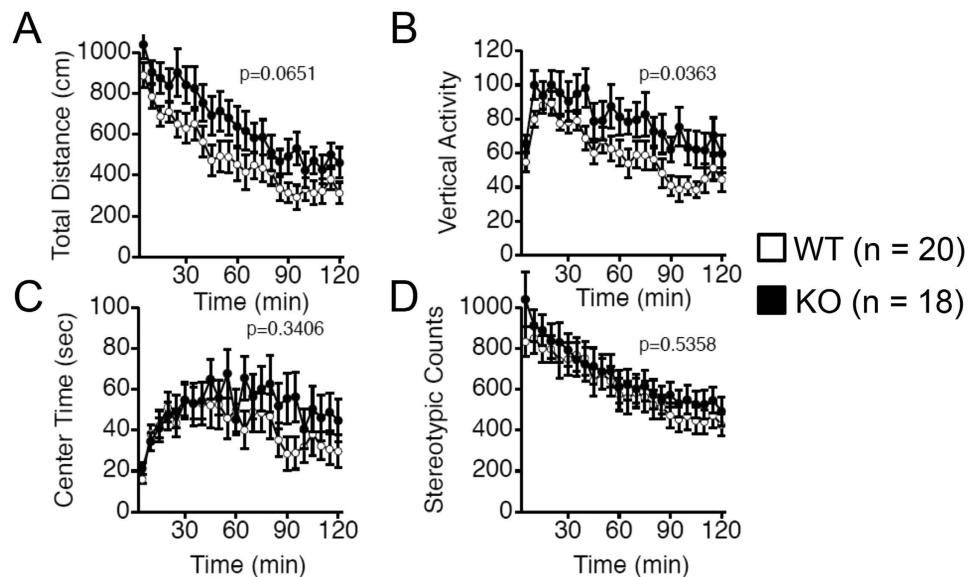 A
Total Distance (cm)
1000
800
600
400
200
0
p=0.0651
30 60 90 120
Time (min)
B
Vertical Activity
120
100
80
60
40
20
0
p=0.0363
30 60 90 120
Time (min)
WT (n = 20)
KO (n = 18)
C
Center Time (sec)
100
80
60
40
20
0
p=0.3406
30 60 90 120
Time (min)
D
Stereotypic Counts
1000
800
600
400
200
0
p=0.5358
30 60 90 120
Time (min)